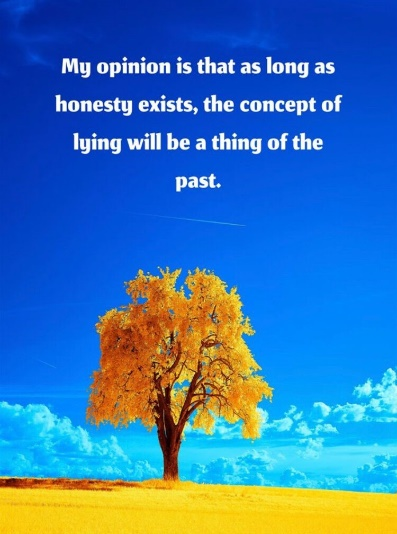 My opinion is that as long as
honesty exists, the concept of
lying will be a thing of the
past.